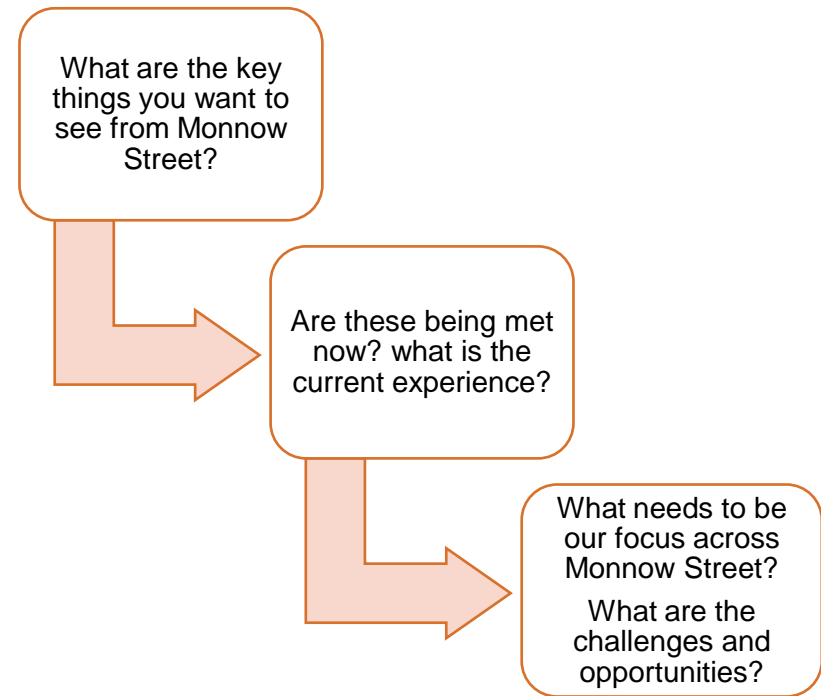 What are the key
things you want to
see from Monnow
Street?
Are these being met
now? what is the
current experience?
What needs to be
our focus across
Monnow Street?
What are the
challenges and
opportunities?